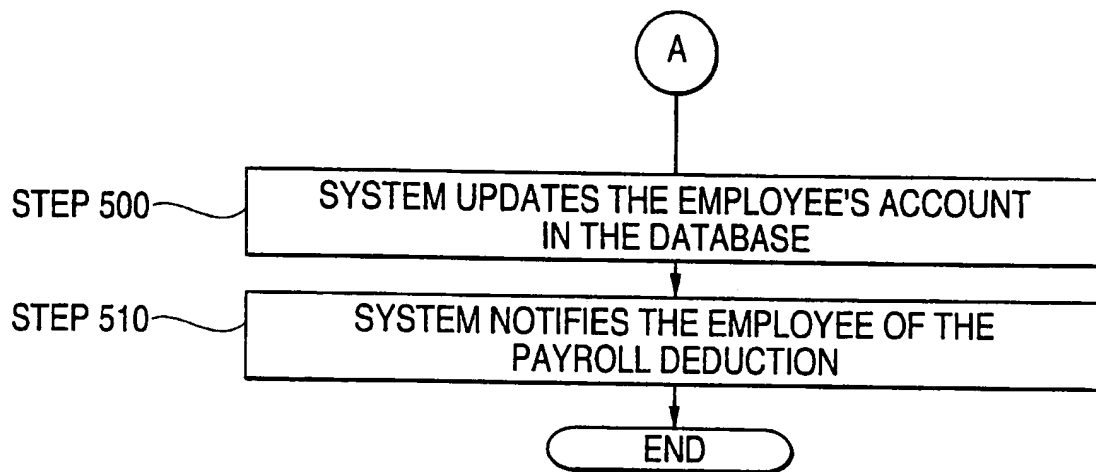 A
STEP 500
SYSTEM UPDATES THE EMPLOYEE'S ACCOUNT
IN THE DATABASE
STEP 510
SYSTEM NOTIFIES THE EMPLOYEE OF THE
PAYROLL DEDUCTION
END